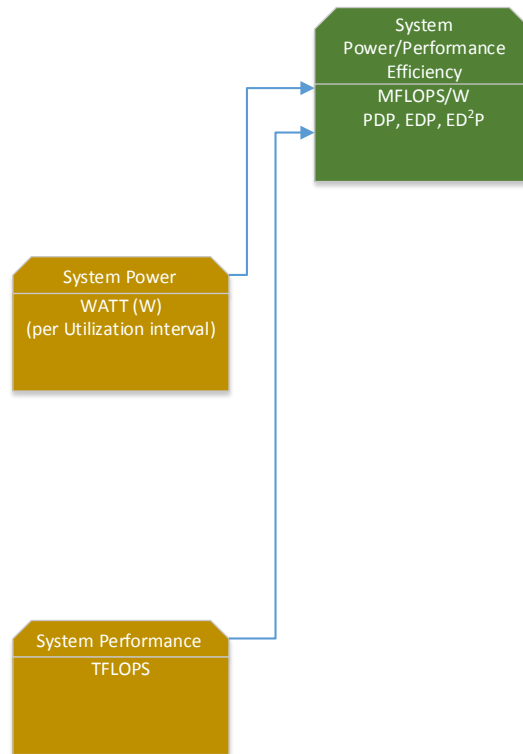 System
Power/Performance
Efficiency
MFLOPS/W
PDP, EDP, ED²P
System Power
WATT (W)
(per Utilization interval)
System Performance
TFLOPS